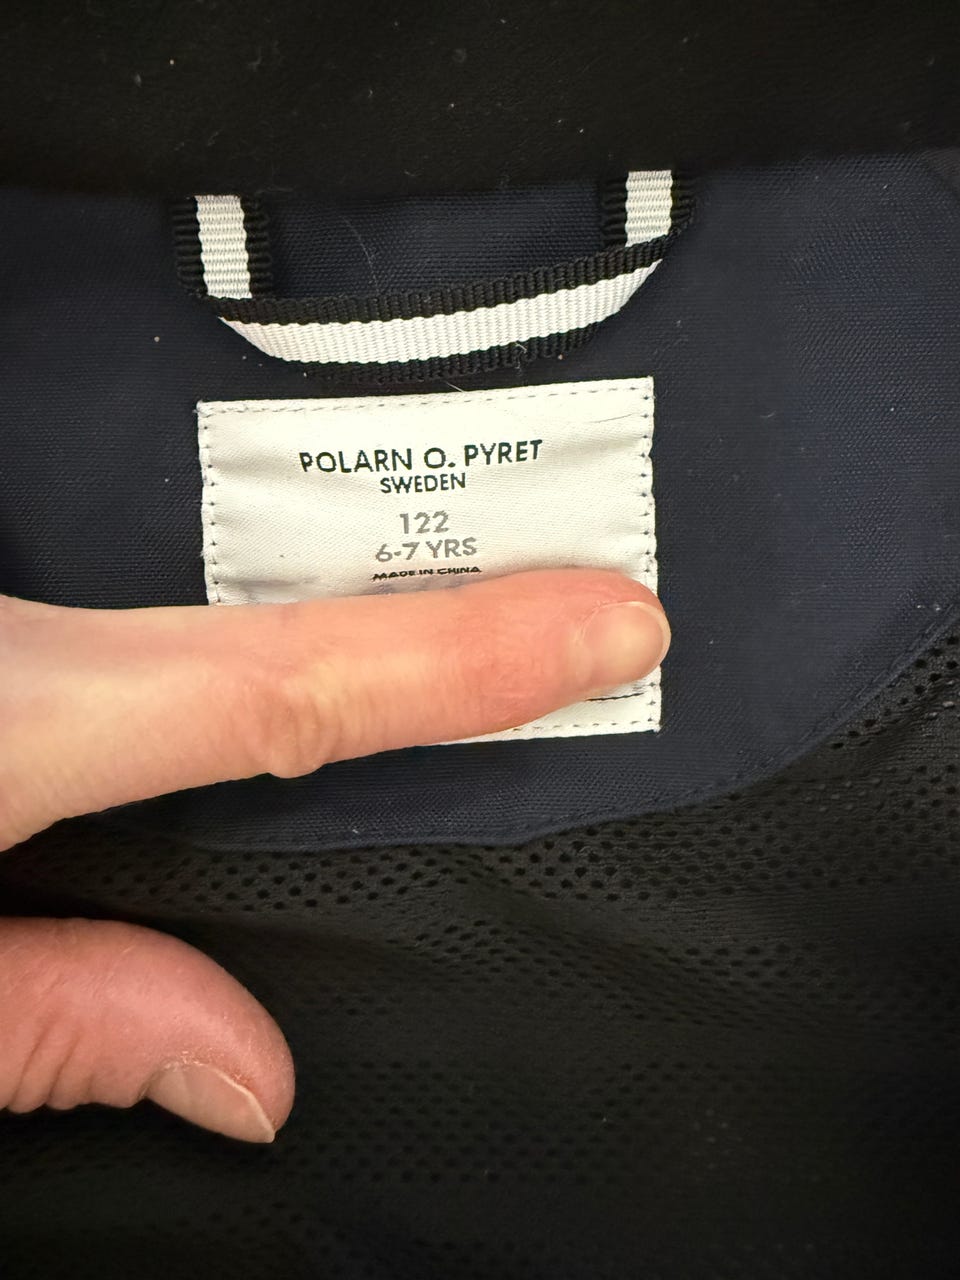 POLARN O. PYRET
SWEDEN
122
6-7 YRS
MADE IN CHINA